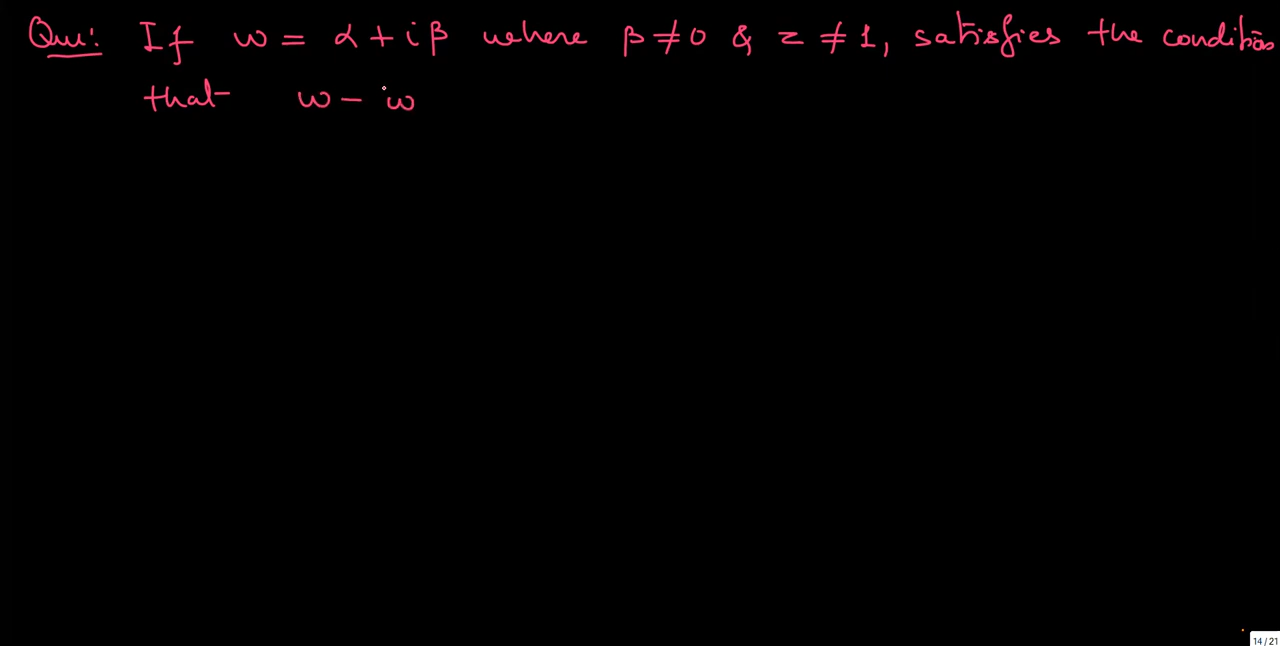 Que: If w = α + iβ where β ≠ 0 & z ≠ 1, satisfies the condition
that w - w
14 / 21